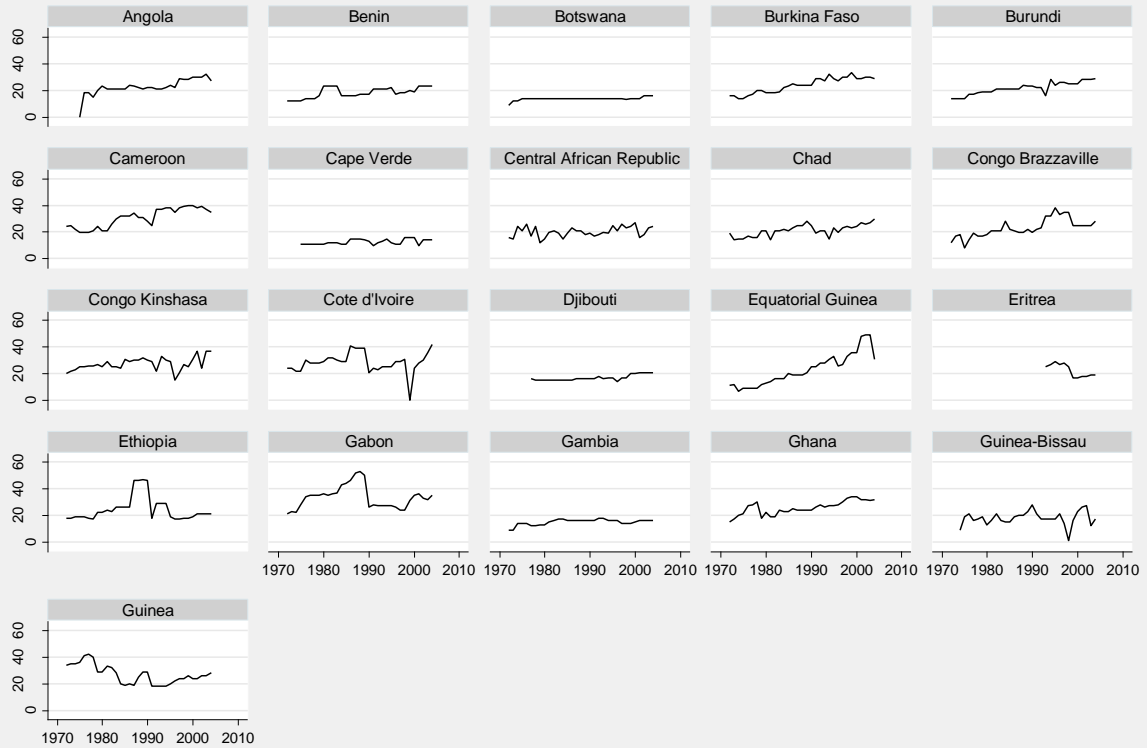 Angola Benin Botswana Burkina Faso Burundi
60
40
20
0
Cameroon Cape Verde Central African Republic Chad Congo Brazzaville
60
40
20
0
Congo Kinshasa Cote d'Ivoire Djibouti Equatorial Guinea Eritrea
60
40
20
0
Ethiopia Gabon Gambia Ghana Guinea-Bissau
60
40
20
0
1970 1980 1990 2000 2010 1970 1980 1990 2000 2010 1970 1980 1990 2000 2010 1970 1980 1990 2000 2010
Guinea
60
40
20
0
1970 1980 1990 2000 2010